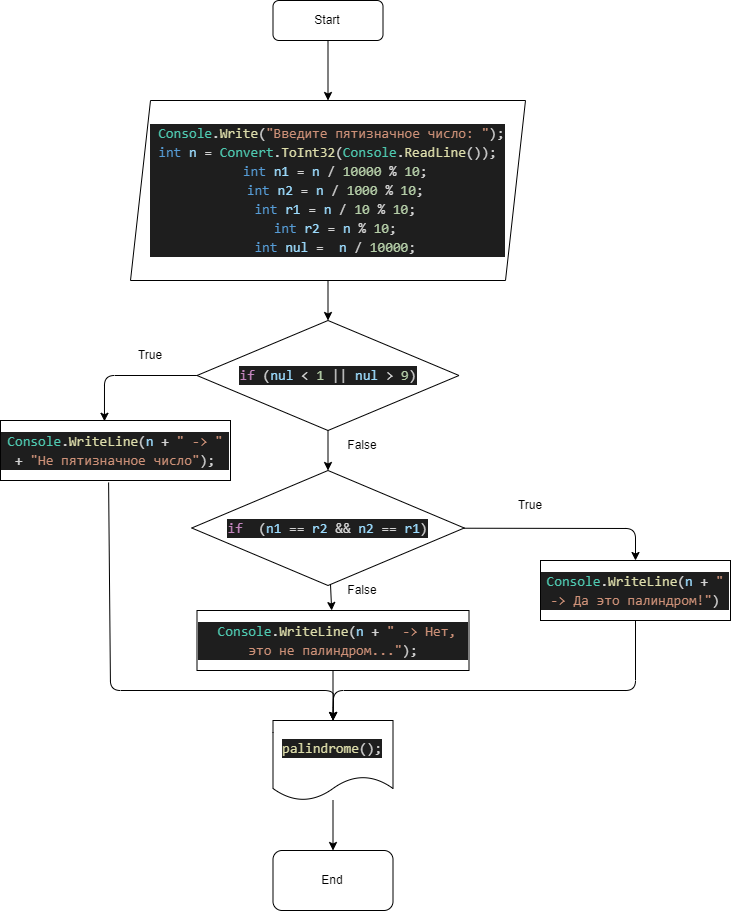 Start
Console.Write("Введите пятизначное число: ");
int n = Convert.ToInt32(Console.ReadLine());
int n1 = n / 10000 % 10;
int n2 = n / 1000 % 10;
int r1 = n / 10 % 10;
int r2 = n % 10;
int nul =  n / 10000;
True
if (nul < 1 || nul > 9)
Console.WriteLine(n + " -> "
+ "Не пятизначное число");
False
if  (n1 == r2 && n2 == r1)
True
Console.WriteLine(n + "
-> Да это палиндром!")
False
Console.WriteLine(n + " -> Нет,
это не палиндром...");
palindrome();
End